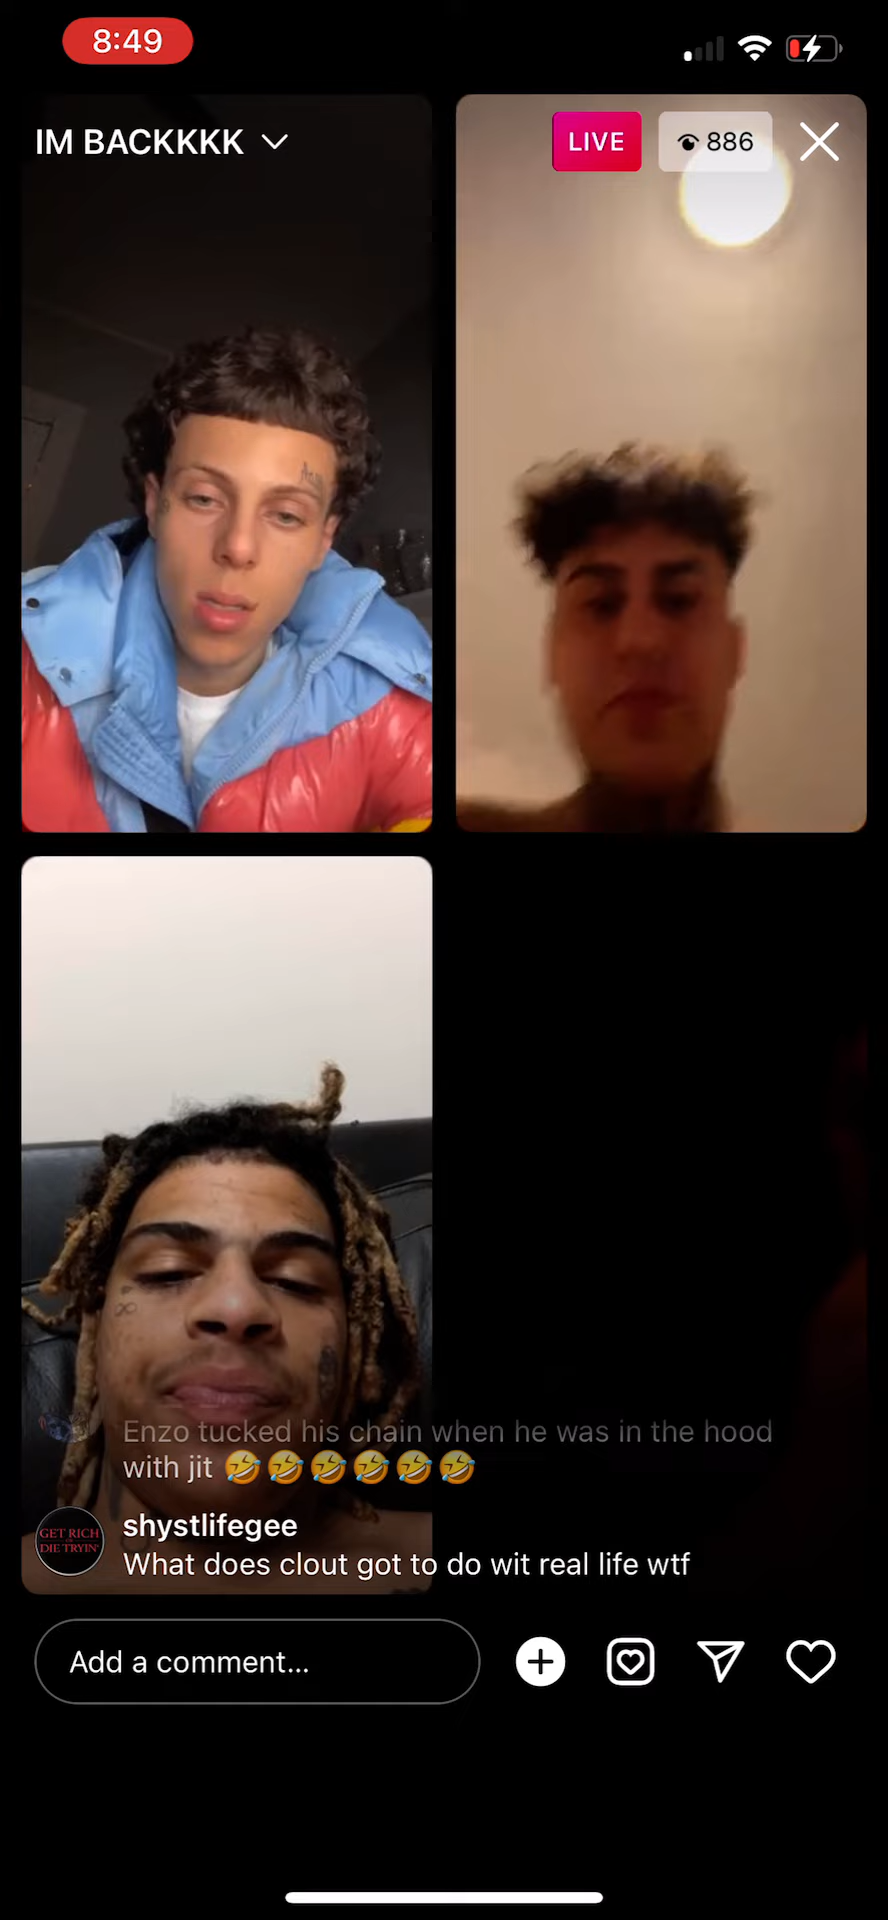 8:49
IM BACKKKK
LIVE
886
Enzo tucked his chain when he was in the hood
with jit 🤣🤣🤣🤣🤣🤣
GET RICH
DIE TRYIN'
shystlifegee
What does clout got to do wit real life wtf
Add a comment...